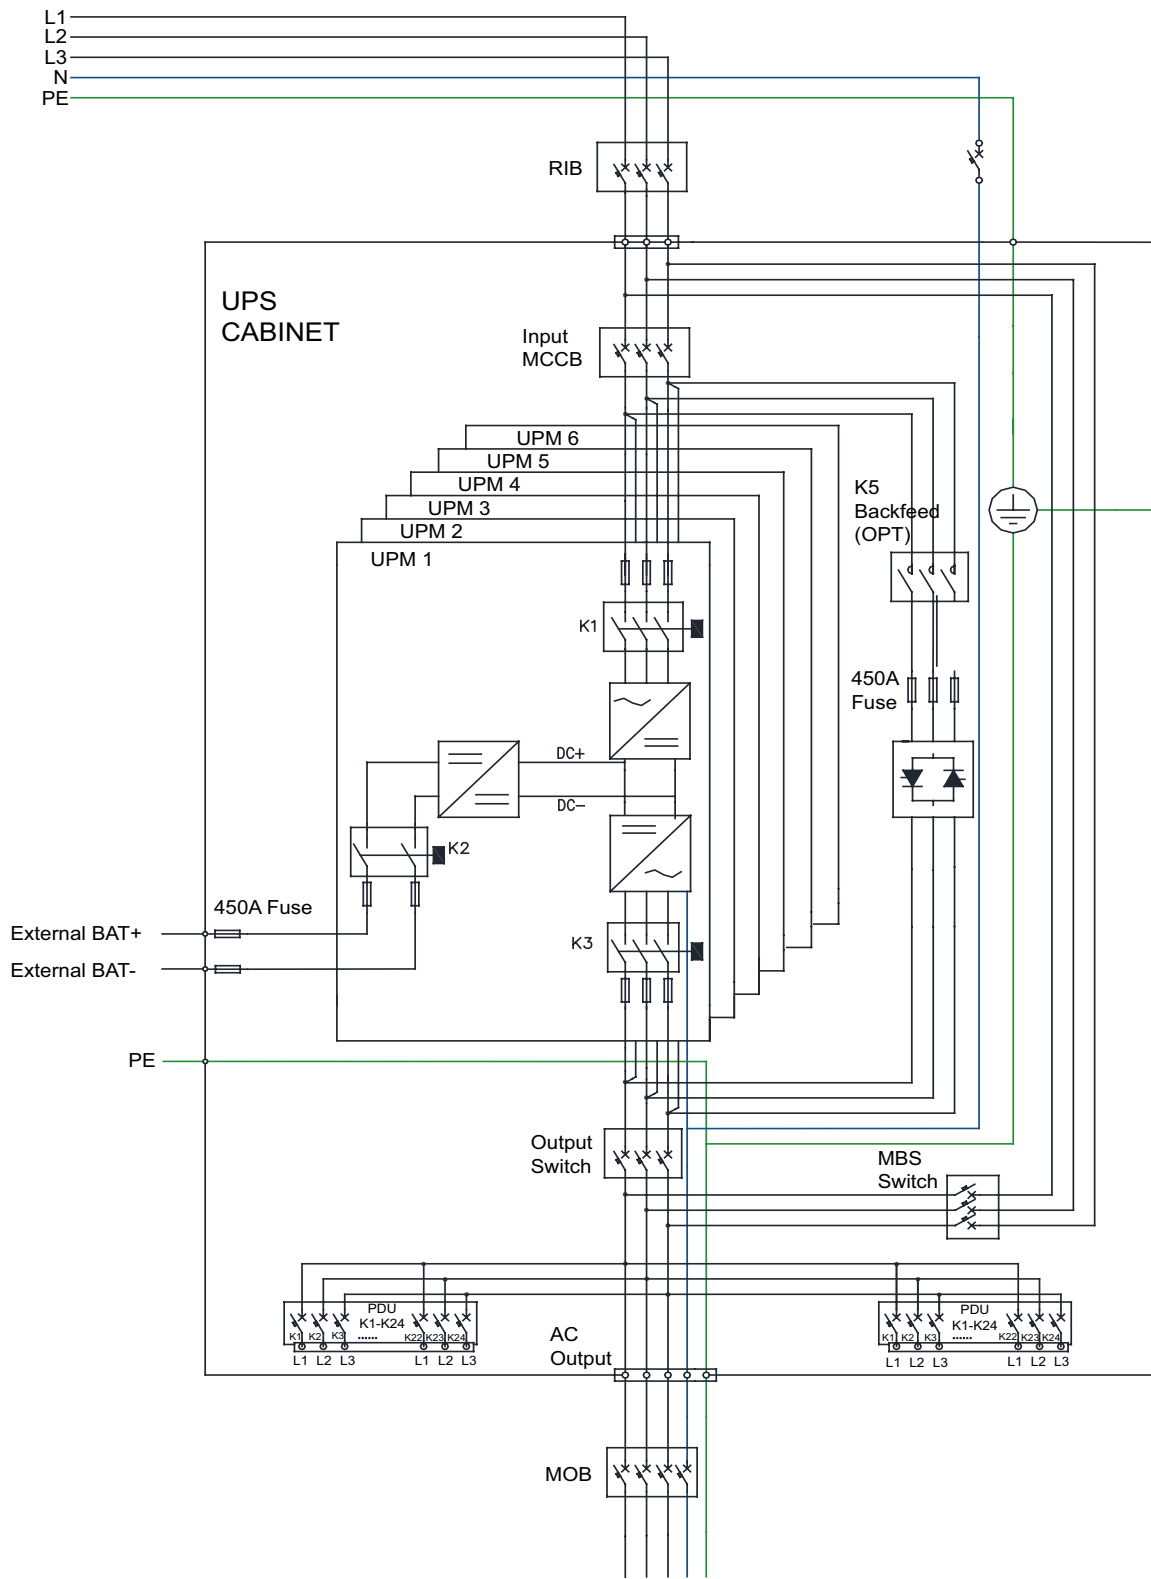 L1
L2
L3
N
PE
RIB
UPS
CABINET
Input
MCCB
UPM 6
UPM 5
UPM 4
UPM 3
UPM 2
UPM 1
K5
Backfeed
(OPT)
K1
450A
Fuse
DC+
DC-
K2
450A Fuse
External BAT+
K3
External BAT-
PE
Output
Switch
MBS
Switch
PDU
K1-K24
......
K1 K2 K3 K22 K23 K24
L1 L2 L3 L1 L2 L3
PDU
K1-K24
......
K1 K2 K3 K22 K23 K24
L1 L2 L3 L1 L2 L3
AC
Output
MOB